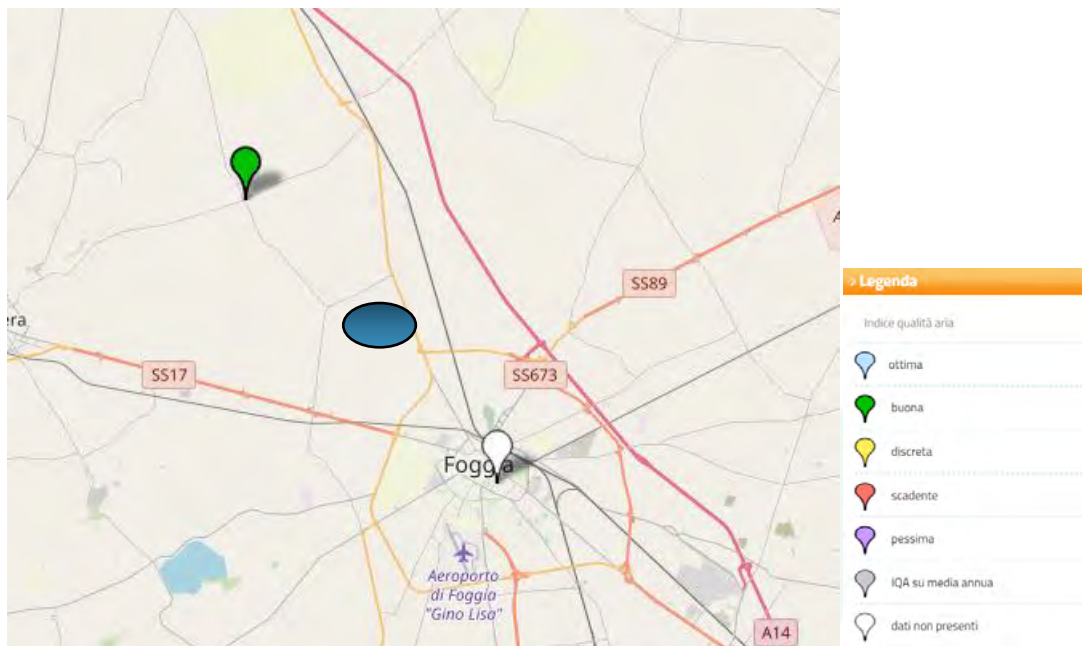 SS89
era
SS17
SS673
Foggia
Aeroporto
di Foggia
"Gino Lisa"
A14
A
> Legenda
Indice qualità aria
ottima
buona
discreta
scadente
pessima
IQA su media annua
dati non presenti